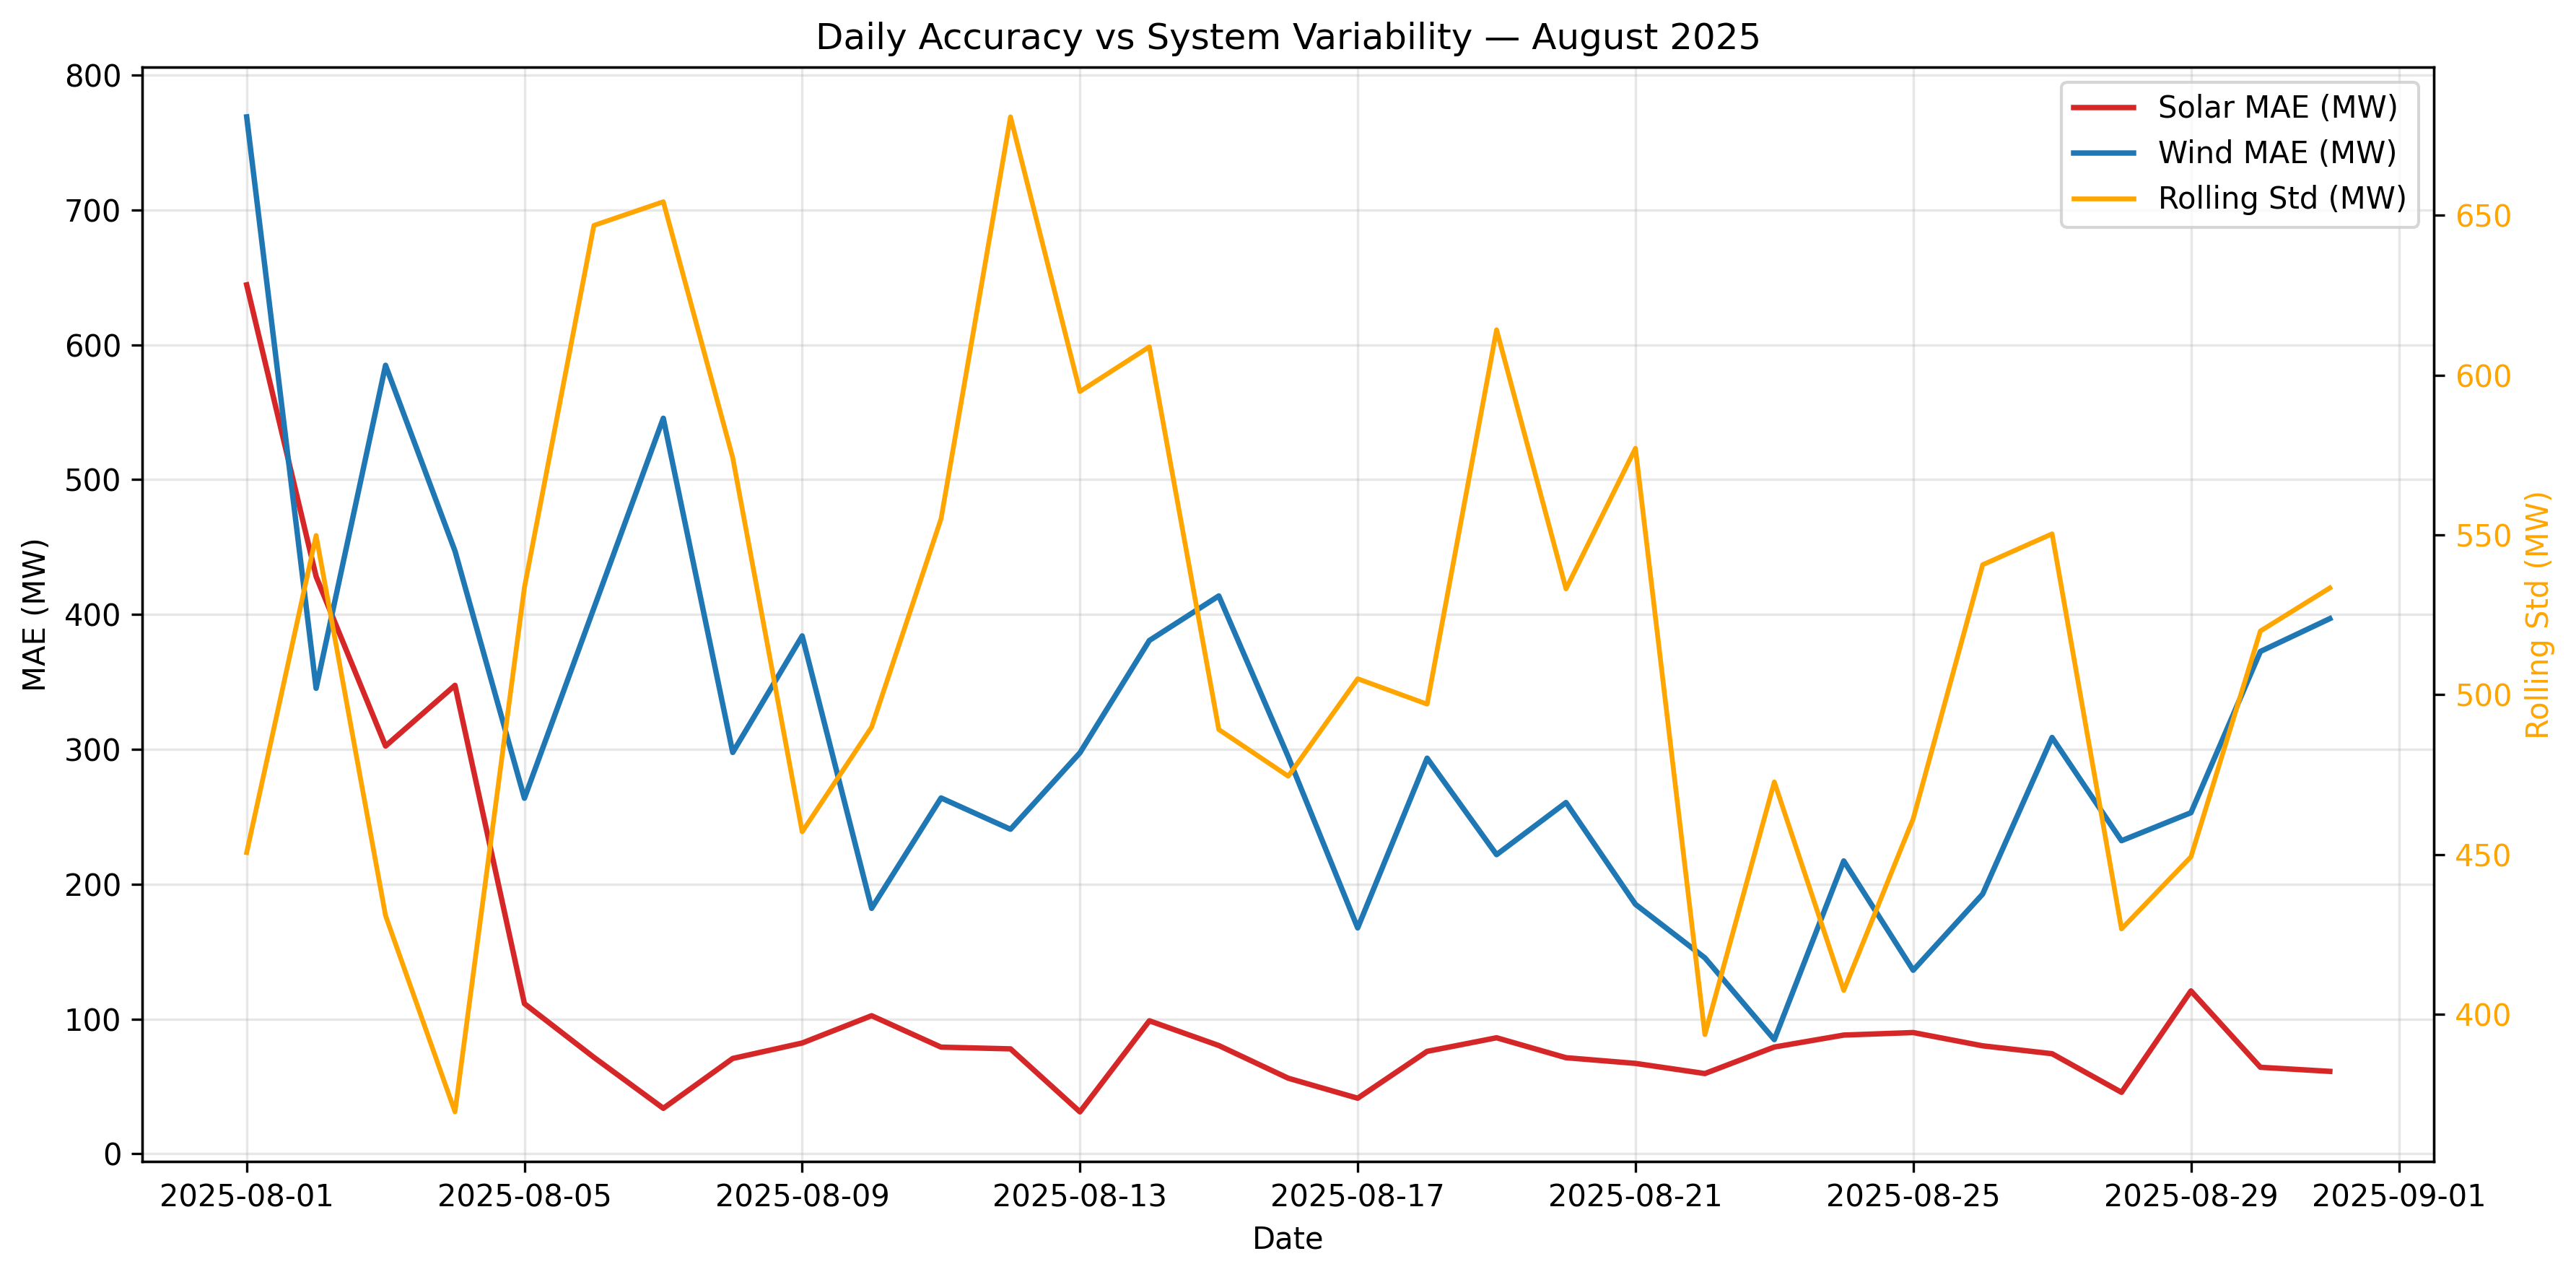 Daily Accuracy vs System Variability — August 2025
Solar MAE (MW)
Wind MAE (MW)
Rolling Std (MW)
MAE (MW)
800
700
600
500
400
300
200
100
0
650
600
550
500
450
400
Rolling Std (MW)
2025-08-01 2025-08-05 2025-08-09 2025-08-13 2025-08-17 2025-08-21 2025-08-25 2025-08-29 2025-09-01
Date